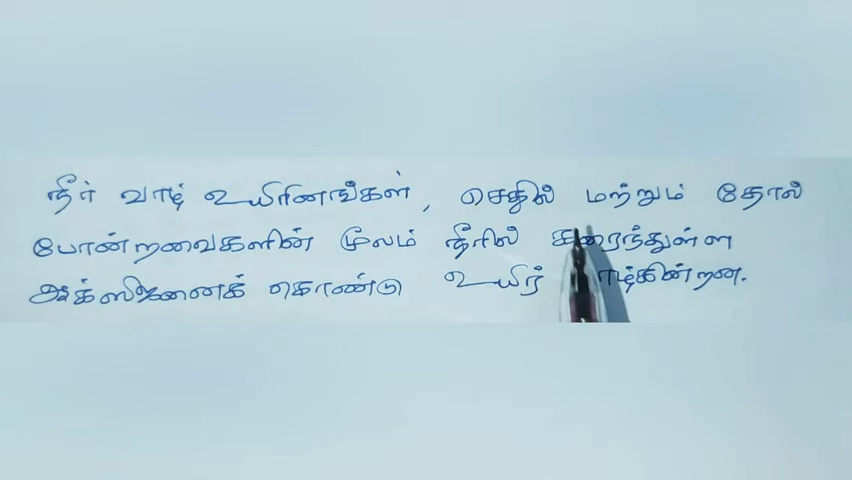 நீர் வாழ் உயிரினங்கள், செதில் மற்றும் தோல்
போன்றவைகளின் மூலம் நீரில் கரைந்துள்ள
ஆக்ஸிஜனைக் கொண்டு உயிர்